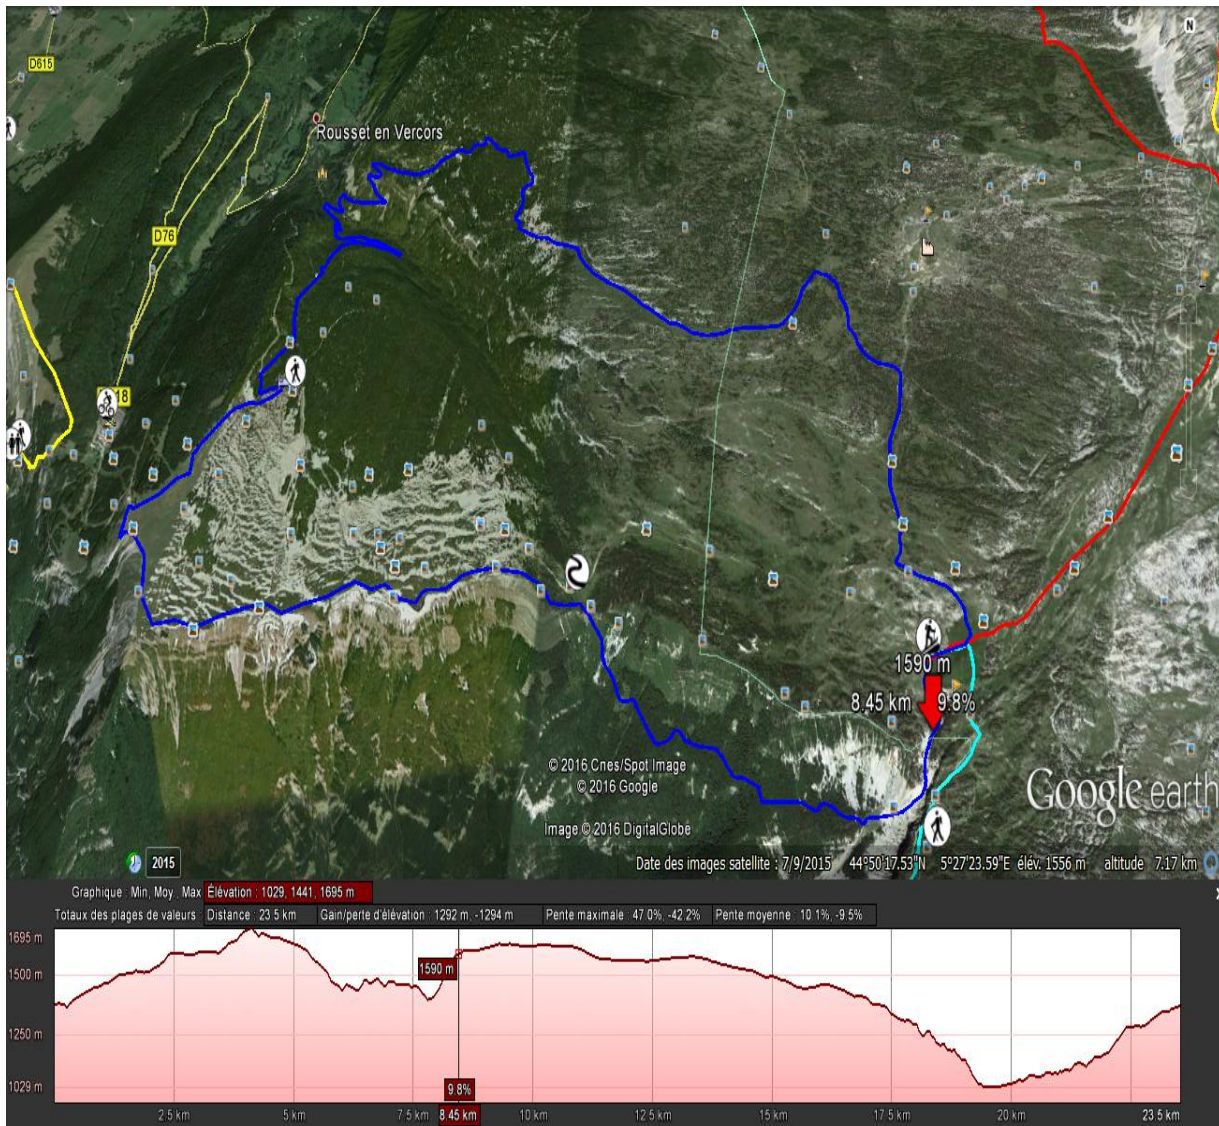 N
D615
Rousset en Vercors
D76
18
1590 m
8.45 km 9.8%
© 2016 Cnes/Spot Image
© 2016 Google
Image © 2016 DigitalGlobe
Google earth
2015
Date des images satellite : 7/9/2015 44°50'17.53"N 5°27'23.59"E élév. 1556 m altitude 7.17 km
Graphique : Min, Moy., Max Élévation : 1029, 1441, 1695 m
Totaux des plages de valeurs : Distance : 23.5 km Gain/perte d'élévation : 1292 m, -1294 m Pente maximale : 47.0%, -42.2% Pente moyenne : 10.1%, -9.5%
1695 m
1590 m
1500 m
1250 m
1029 m
9.8%
2.5 km 5 km 7.5 km 8.45 km 10 km 12.5 km 15 km 17.5 km 20 km 23.5 km